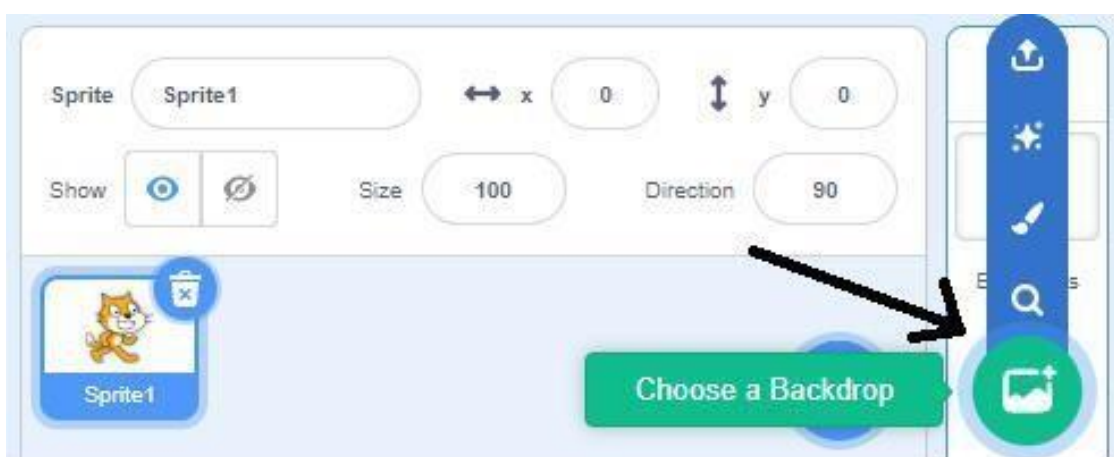 Sprite Sprite1 x 0 y 0
Show Size 100 Direction 90
Sprite1
Choose a Backdrop